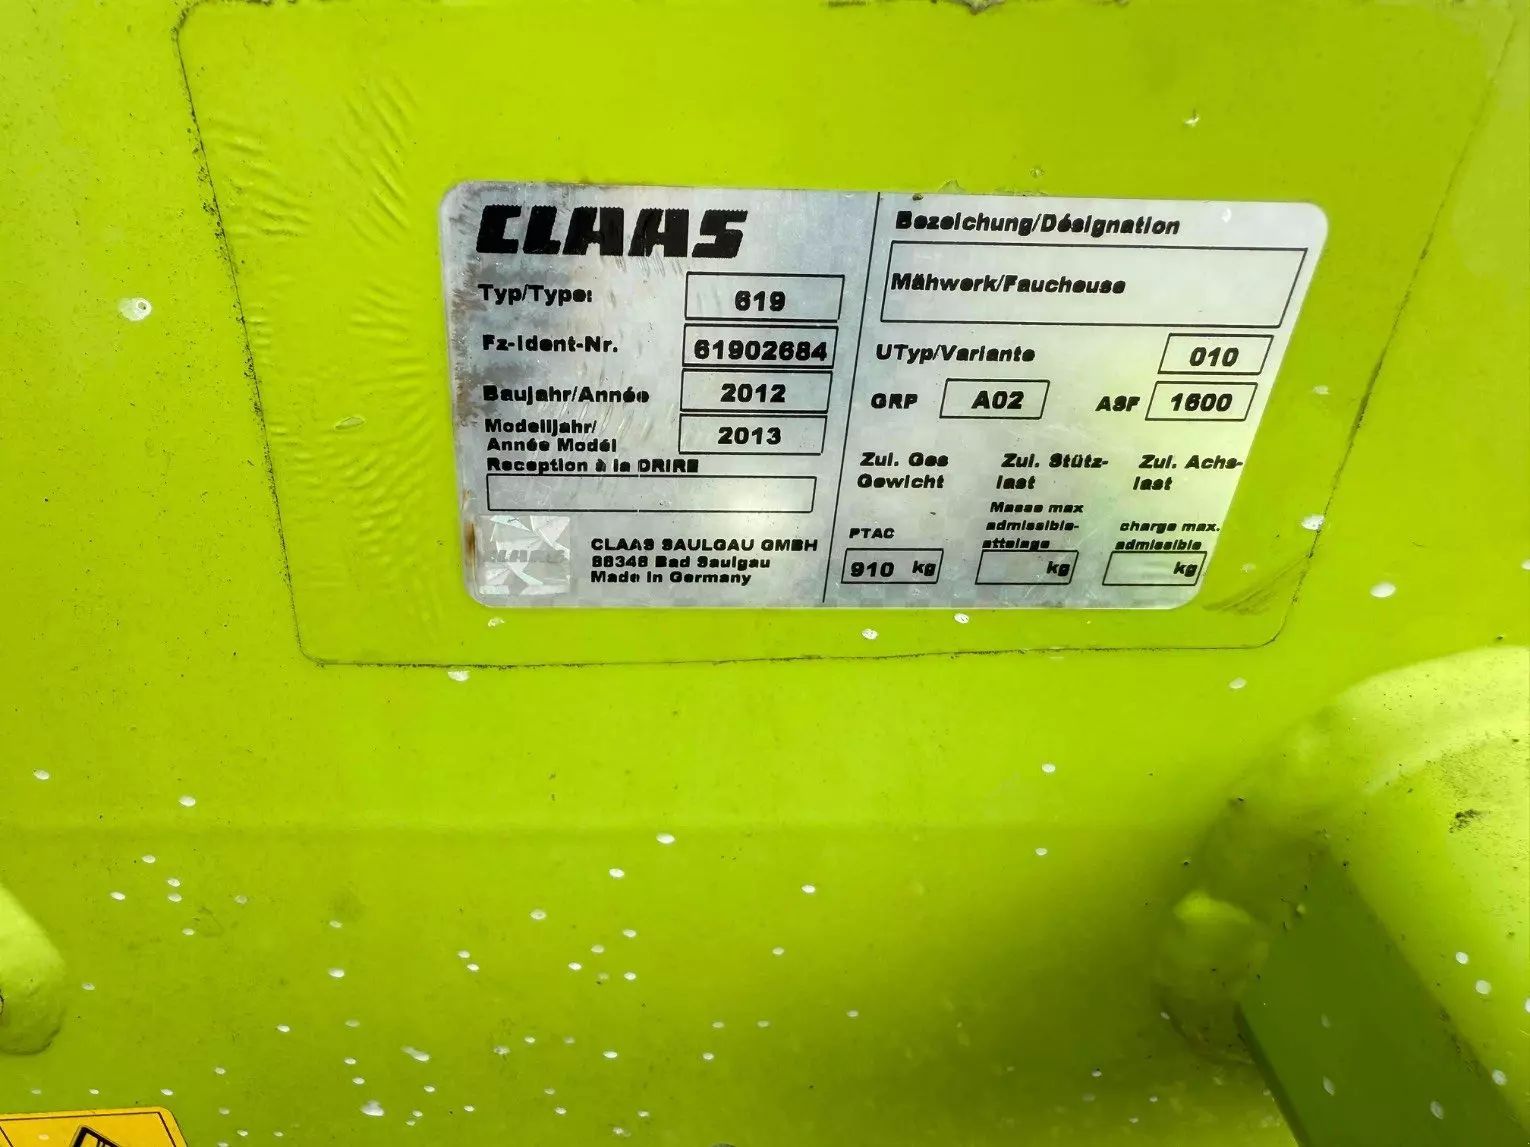 CLAAS
Typ/Type: 619
Fz-Ident-Nr. 61902684
Baujahr/Année 2012
Modelljahr/
Année Modél 2013
Reception à la DRIRE
CLAAS
CLAAS SAULGAU GMBH
88348 Bad Saulgau
Made in Germany
Bezeichung/Désignation
Mähwerk/Faucheuse
UTyp/Variante 010
GRP A02 ASF 1600
Zul. Ges Zul. Stütz- Zul. Achs-
Gewicht last last
Masse max
admissible- charge max.
PTAC attelage admissible
910 kg kg kg